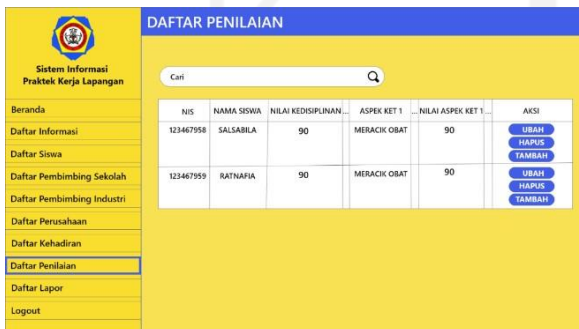 DAFTAR PENILAIAN
Sistem Informasi
Praktek Kerja Lapangan
Cari
Beranda
Daftar Informasi
Daftar Siswa
Daftar Pembimbing Sekolah
Daftar Pembimbing Industri
Daftar Perusahaan
Daftar Kehadiran
Daftar Penilaian
Daftar Lapor
Logout
NIS NAMA SISWA NILAI KEDISIPLINAN... ASPEK KET 1 ... NILAI ASPEK KET 1 ... AKSI
123467958 SALSABILA 90 MERACIK OBAT 90 UBAH
HAPUS
TAMBAH
123467959 RATNAFIA 90 MERACIK OBAT 90 UBAH
HAPUS
TAMBAH